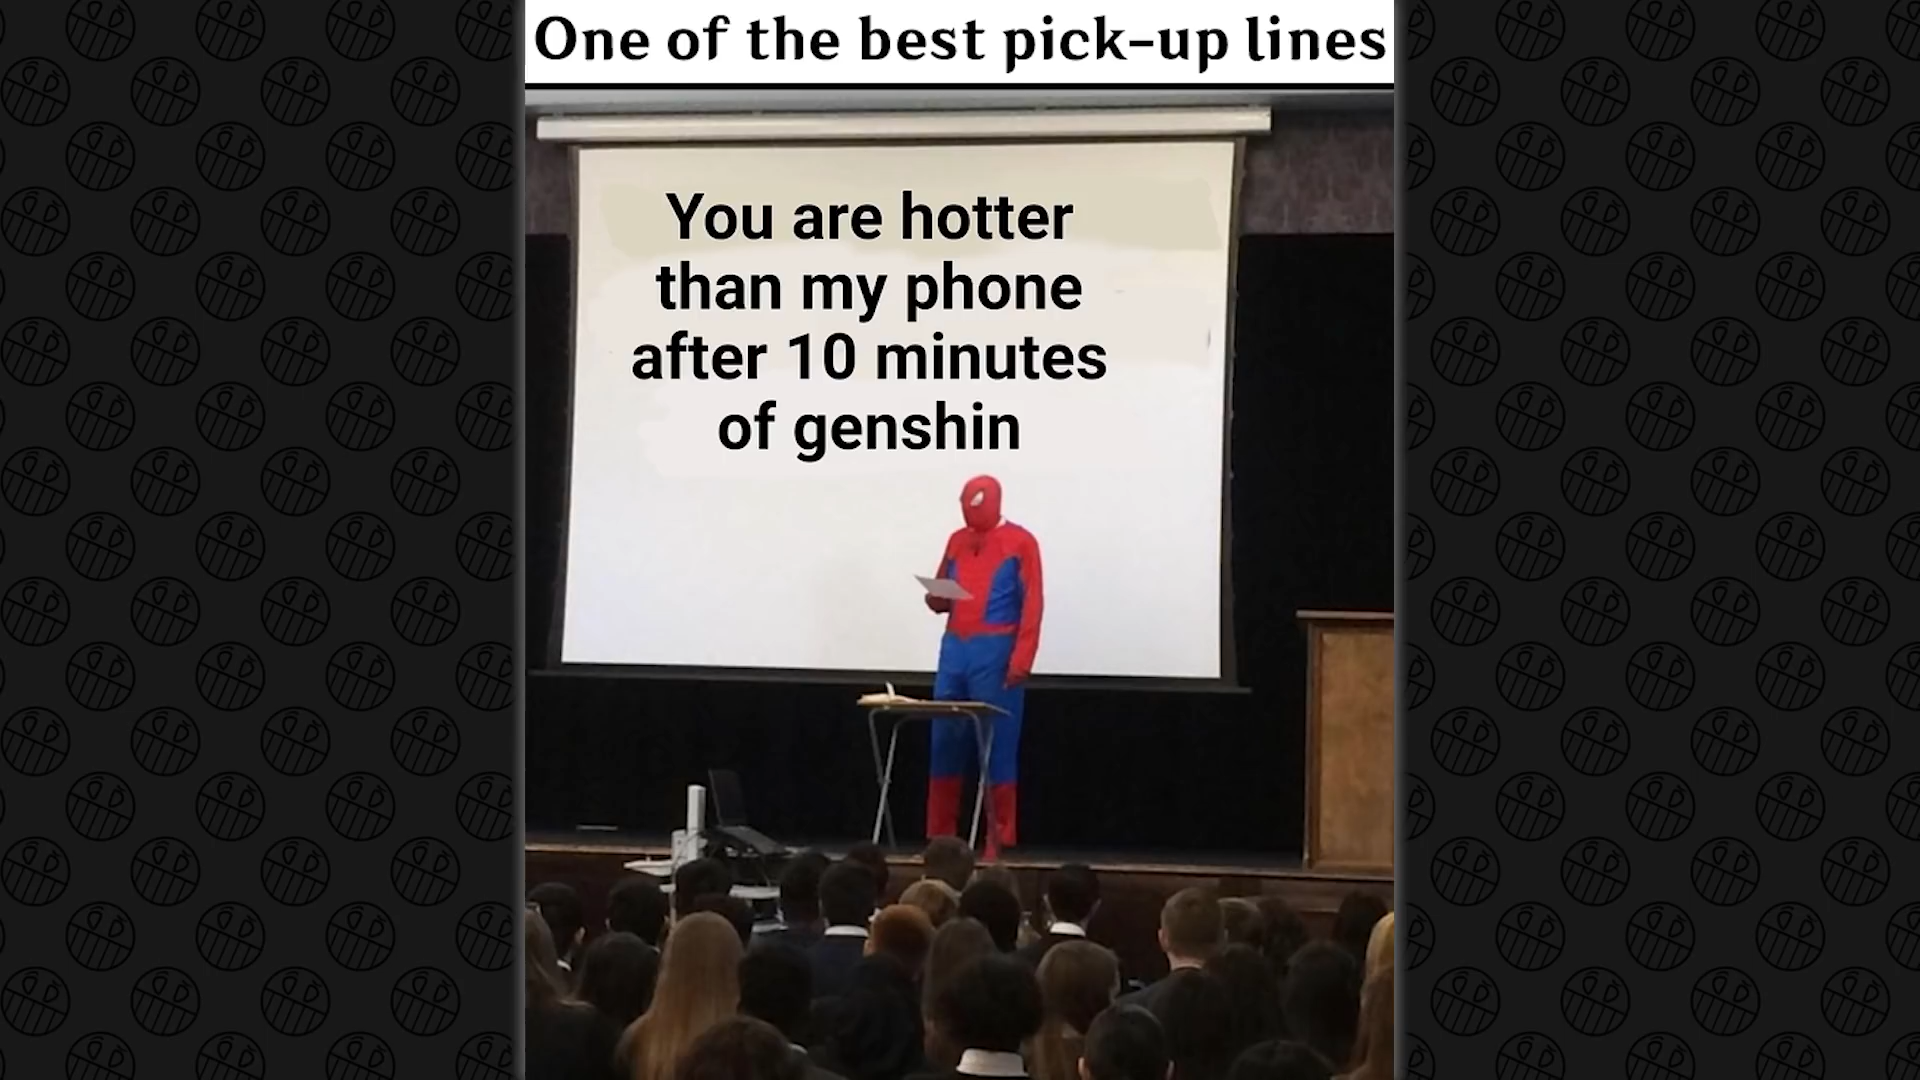 One of the best pick-up lines
You are hotter
than my phone
after 10 minutes
of genshin